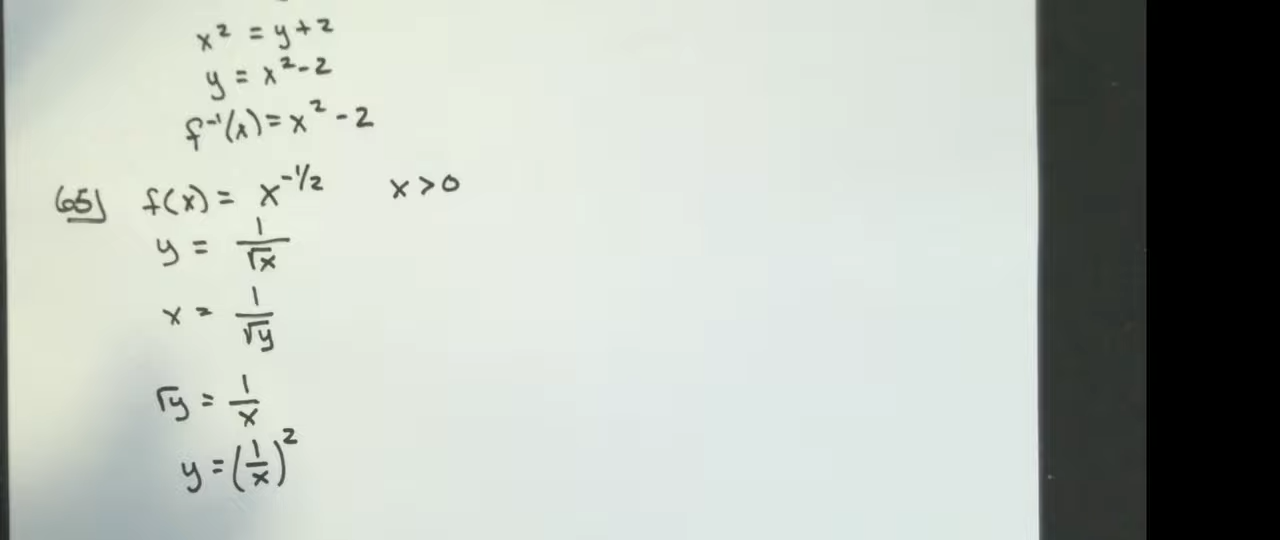 x² = y+2
y = x²-2
f⁻¹(x) = x² - 2
65) f(x) = x^{-1/2} x > 0
y = 1/√x
x = 1/√y
√y = 1/x
y = (1/x)²